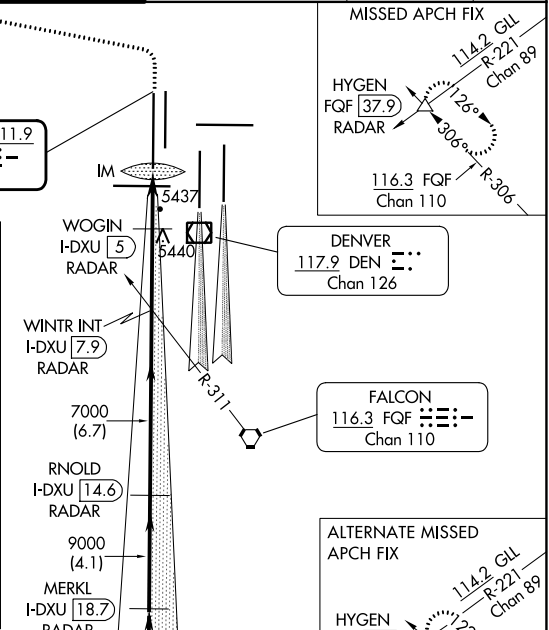 MISSED APCH FIX
114.2 GLL
R-221
Chan 89
HYGEN
FQF 37.9
RADAR
126°
306°
116.3 FQF
Chan 110
R-306
11.9
IM
5437
WOGIN
I-DXU 5
RADAR
5440
DENVER
117.9 DEN
Chan 126
WINTR INT
I-DXU 7.9
RADAR
R-311
7000
(6.7)
FALCON
116.3 FQF
Chan 110
RNOLD
I-DXU 14.6
RADAR
9000
(4.1)
MERKL
I-DXU 18.7
RADAR
ALTERNATE MISSED
APCH FIX
114.2 GLL
R-221
Chan 89
HYGEN